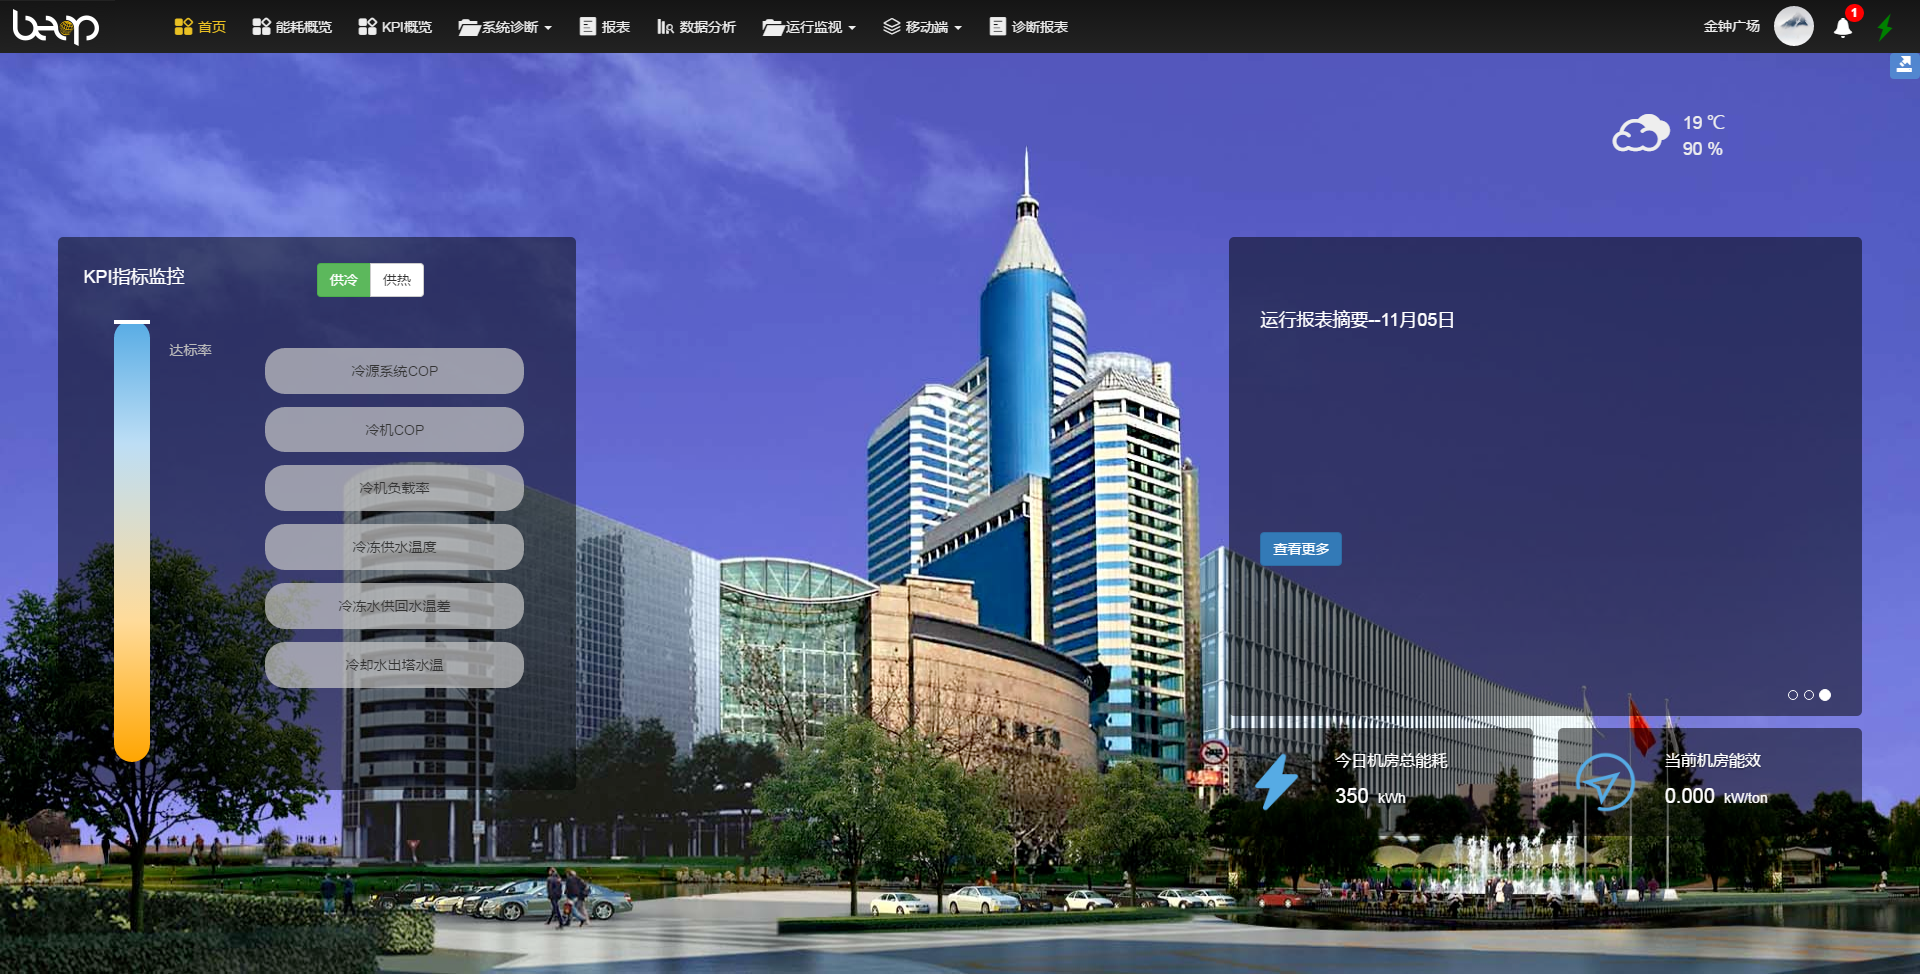 beop
首页 能耗概览 KPI概览 系统诊断 报表 数据分析 运行监视 移动端 诊断报表 金钟广场 1
19 ℃
90 %
KPI指标监控 供冷 供热
达标率
冷源系统COP
冷机COP
冷机负载率
冷冻供水温度
冷冻水供回水温差
冷却水出塔水温
运行报表摘要--11月05日
查看更多
今日机房总能耗
350 kWh
当前机房能效
0.000 kW/ton